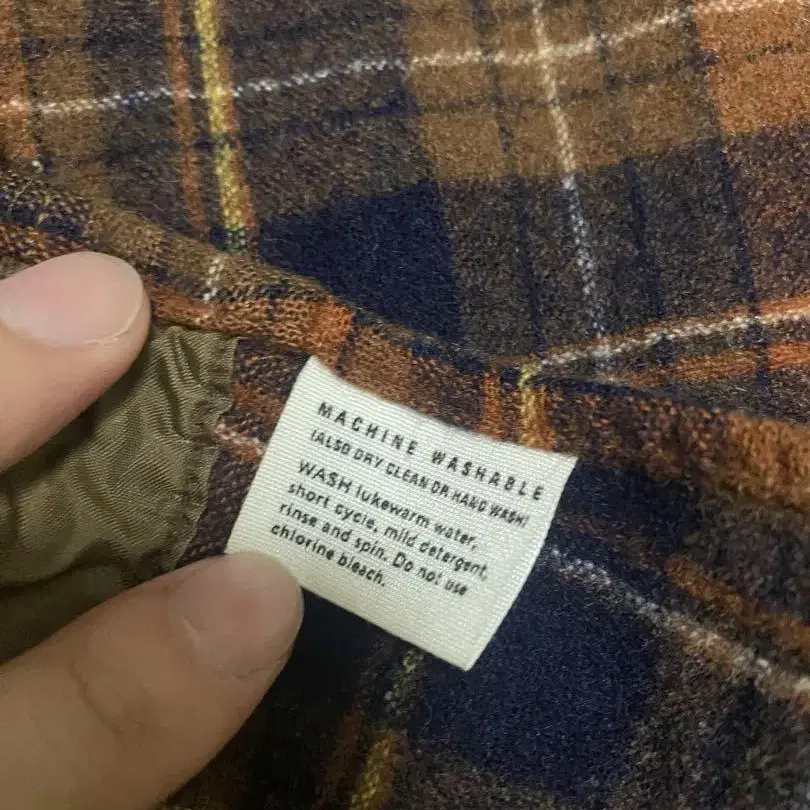 MACHINE WASHABLE
(ALSO DRY CLEAN OR HAND WASH)
WASH lukewarm water,
short cycle, mild detergent,
rinse and spin. Do not use
chlorine bleach.